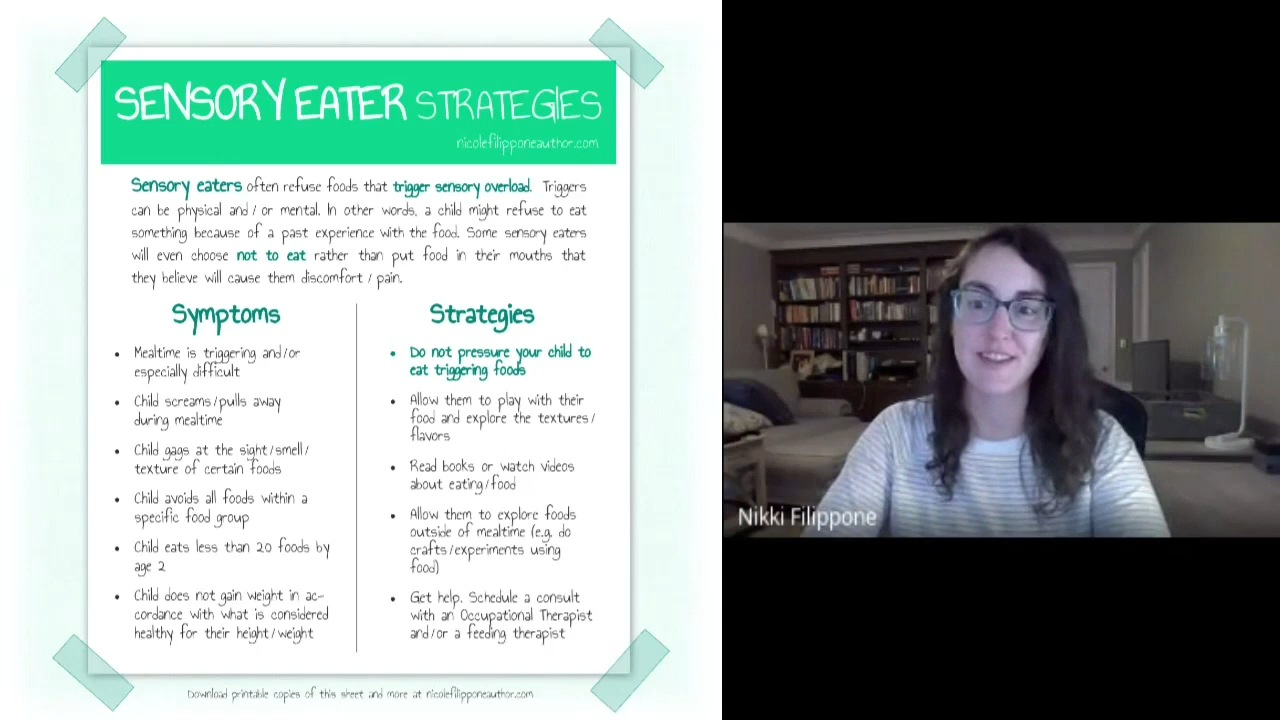 SENSORY EATER STRATEGIES
nicolefilipponeauthor.com
Sensory eaters often refuse foods that trigger sensory overload. Triggers
can be physical and / or mental. In other words, a child might refuse to eat
something because of a past experience with the food. Some sensory eaters
will even choose not to eat rather than put food in their mouths that
they believe will cause them discomfort / pain.
Symptoms
• Mealtime is triggering and/or
especially difficult
• Child screams/pulls away
during mealtime
• Child gags at the sight/smell/
texture of certain foods
• Child avoids all foods within a
specific food group
• Child eats less than 20 foods by
age 2
• Child does not gain weight in ac-
cordance with what is considered
healthy for their height/weight
Strategies
• Do not pressure your child to
eat triggering foods
• Allow them to play with their
food and explore the textures/
flavors
• Read books or watch videos
about eating/food
• Allow them to explore foods
outside of mealtime (e.g. do
crafts/experiments using
food)
• Get help. Schedule a consult
with an Occupational Therapist
and/or a feeding therapist
Download printable copies of this sheet and more at nicolefilipponeauthor.com
Nikki Filippone